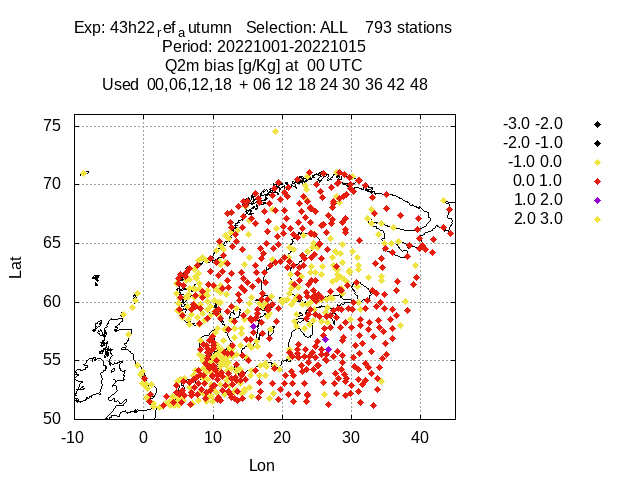 Exp: 43h22ref autumn Selection: ALL 793 stations
Period: 20221001-20221015
Q2m bias [g/Kg] at 00 UTC
Used 00,06,12,18 + 06 12 18 24 30 36 42 48
-3.0 -2.0
-2.0 -1.0
-1.0 0.0
0.0 1.0
1.0 2.0
2.0 3.0
75
70
65
60
55
50
Lat
-10 0 10 20 30 40
Lon